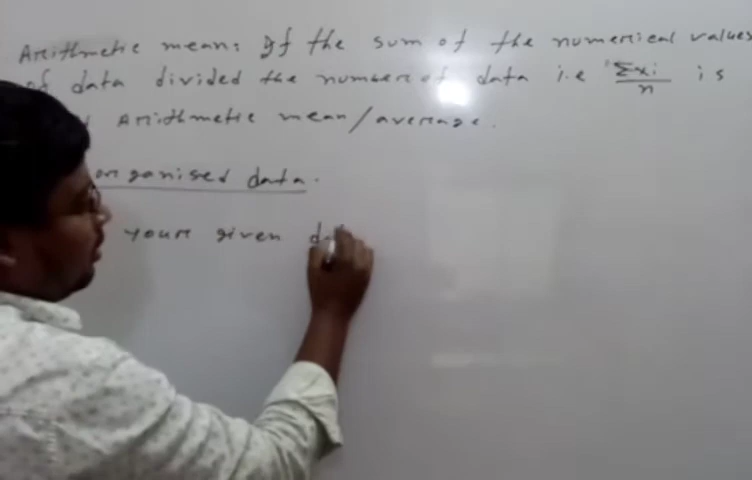 Arithmetic mean: If the sum of the numerical values
of data divided the number of data i.e Σxi/n is
Arithmetic mean/average.
organised data.
your given